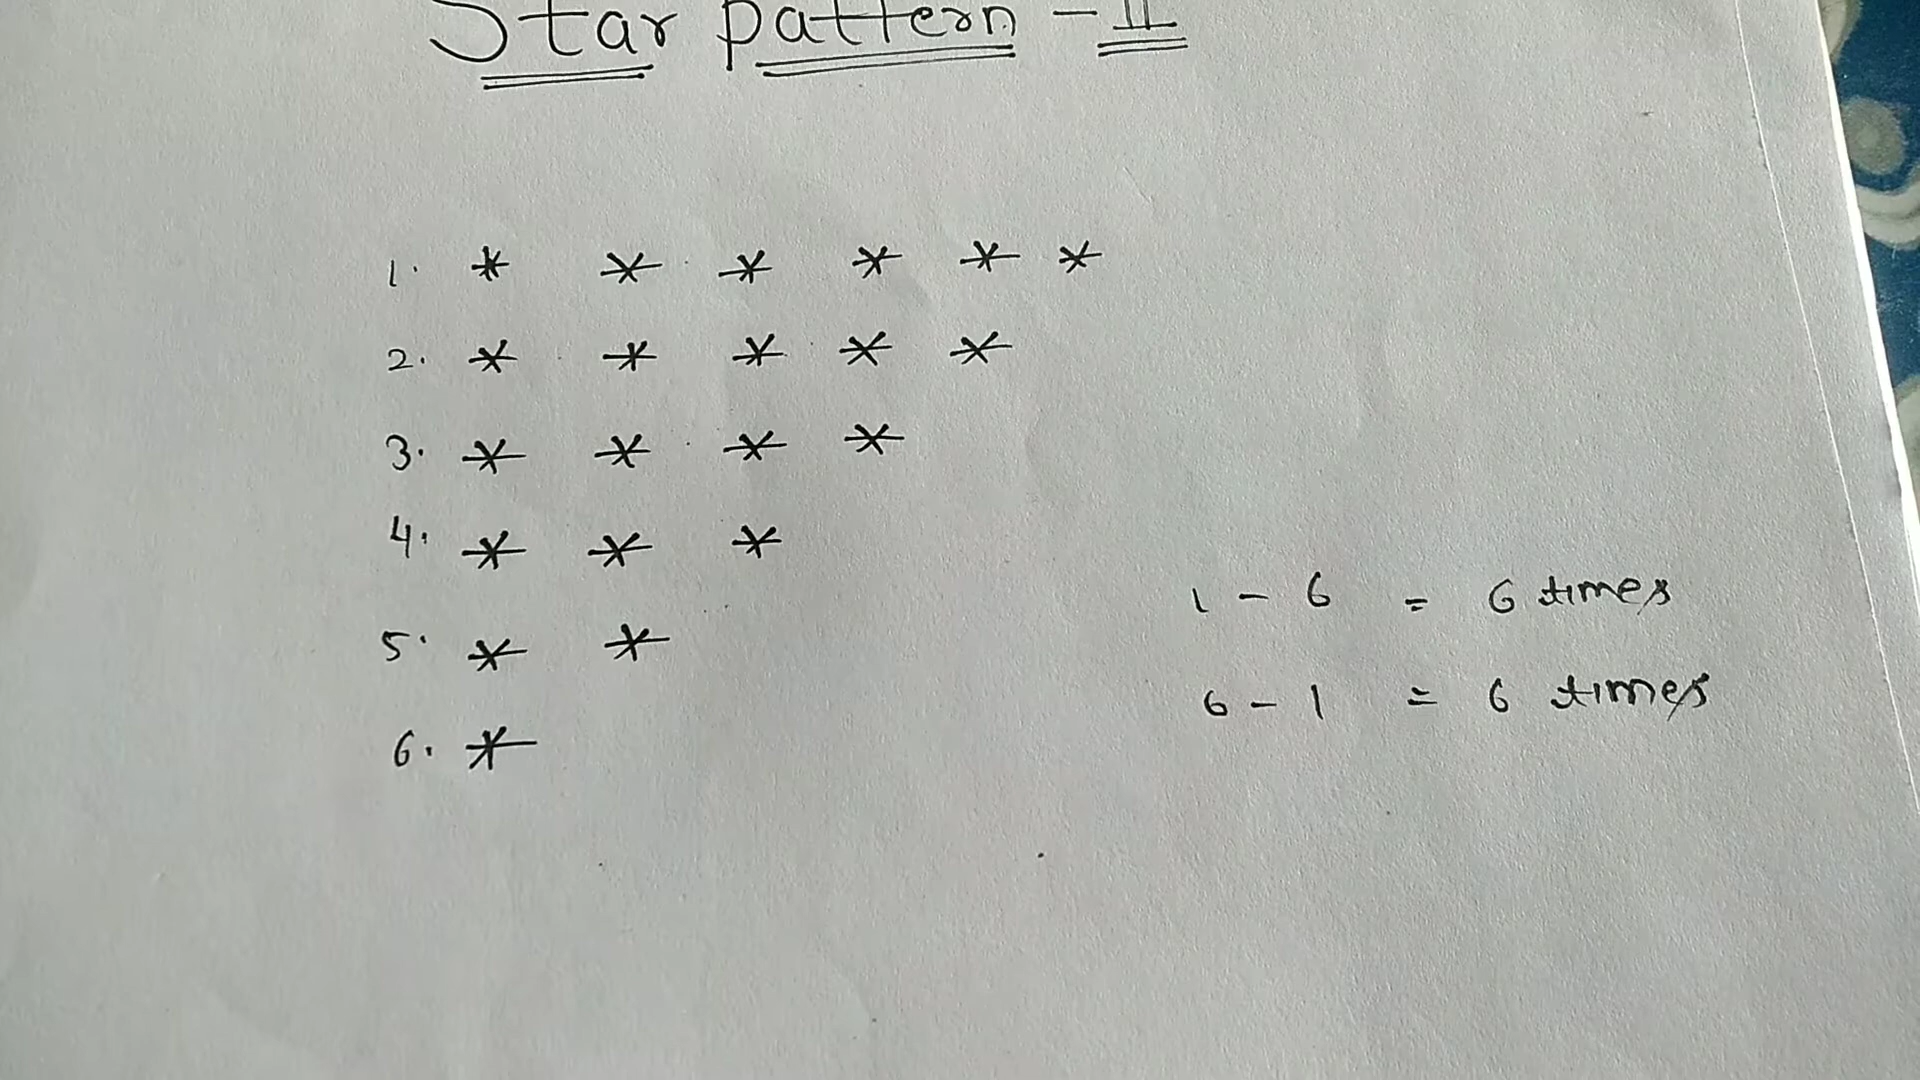 Star pattern - II
1. * * * * * *
2. * * * * *
3. * * * *
4. * * *
5. * *
6. *
1 - 6 = 6 times
6 - 1 = 6 times